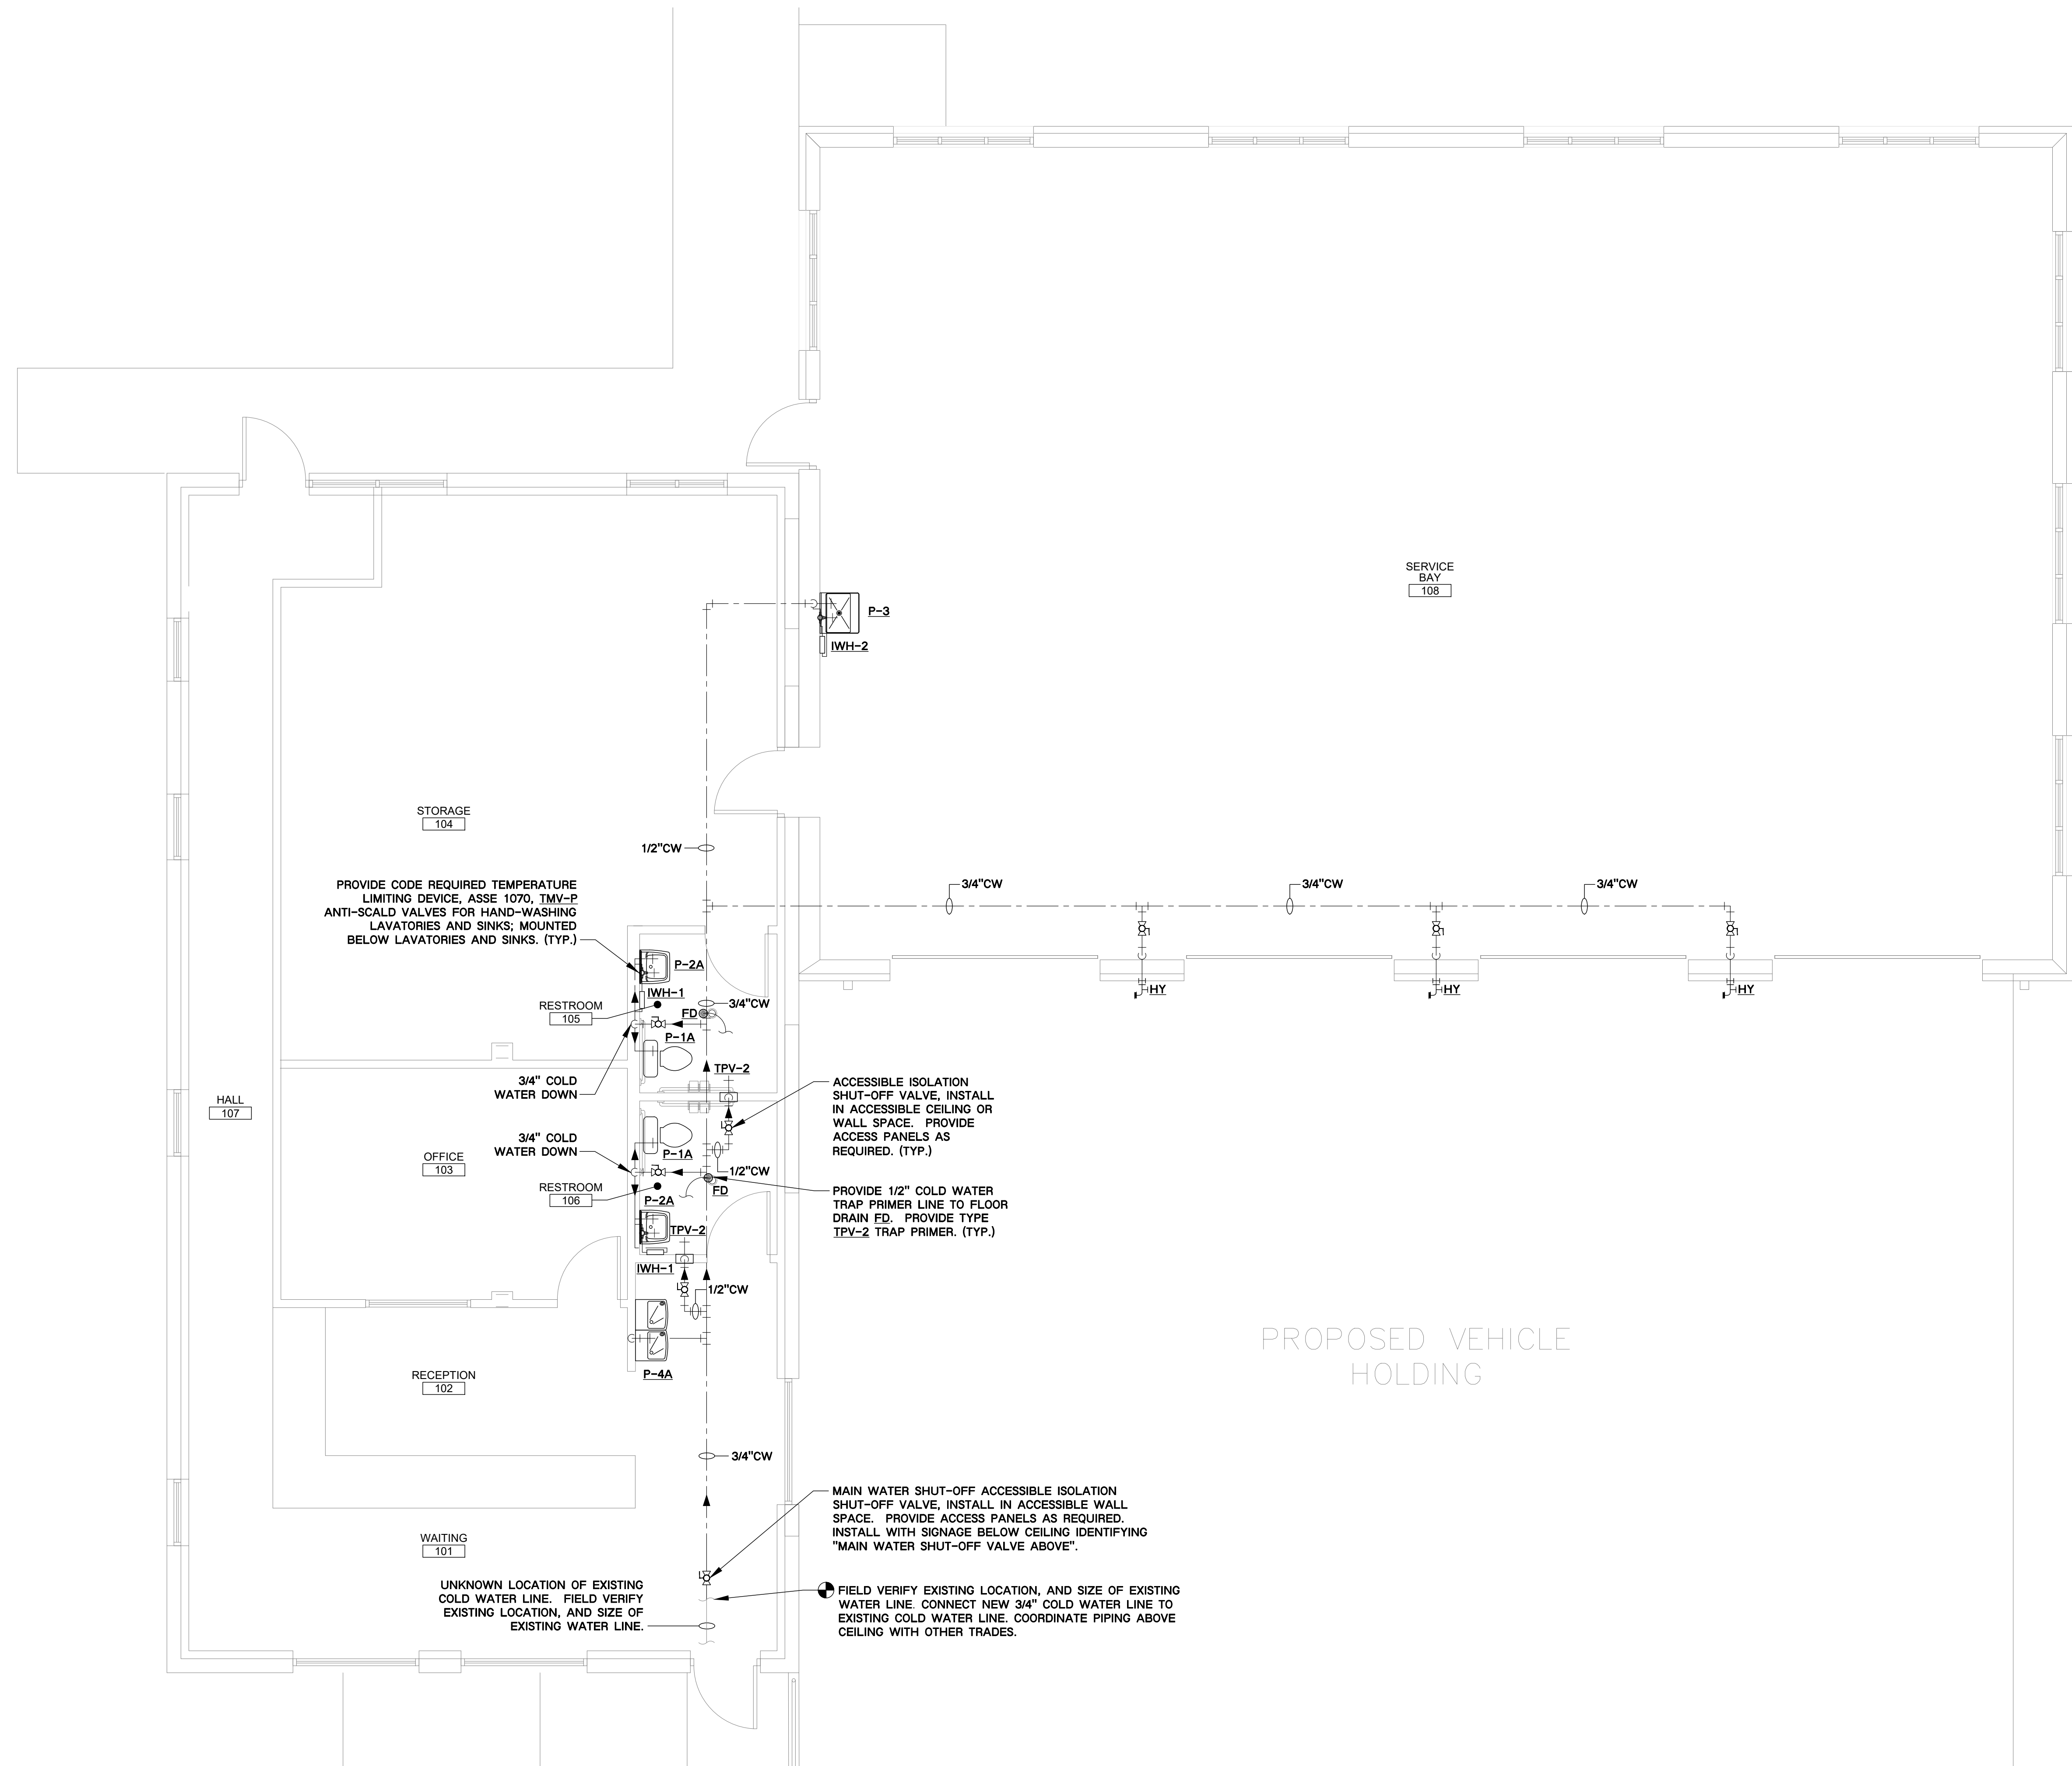 SERVICE
BAY
108
P-3
IWH-2
STORAGE
104
1/2"CW
PROVIDE CODE REQUIRED TEMPERATURE
LIMITING DEVICE, ASSE 1070, TMV-P
ANTI-SCALD VALVES FOR HAND-WASHING
LAVATORIES AND SINKS; MOUNTED
BELOW LAVATORIES AND SINKS. (TYP.)
3/4"CW
3/4"CW
3/4"CW
P-2A
IWH-1
HY
HY
HY
RESTROOM
105
3/4"CW
FD
P-1A
TPV-2
3/4" COLD
WATER DOWN
ACCESSIBLE ISOLATION
SHUT-OFF VALVE, INSTALL
IN ACCESSIBLE CEILING OR
WALL SPACE. PROVIDE
ACCESS PANELS AS
REQUIRED. (TYP.)
HALL
107
3/4" COLD
WATER DOWN
OFFICE
103
P-1A
1/2"CW
RESTROOM
106
FD
P-2A
PROVIDE 1/2" COLD WATER
TRAP PRIMER LINE TO FLOOR
DRAIN FD. PROVIDE TYPE
TPV-2 TRAP PRIMER. (TYP.)
TPV-2
IWH-1
1/2"CW
PROPOSED VEHICLE
HOLDING
RECEPTION
102
P-4A
3/4"CW
MAIN WATER SHUT-OFF ACCESSIBLE ISOLATION
SHUT-OFF VALVE, INSTALL IN ACCESSIBLE WALL
SPACE. PROVIDE ACCESS PANELS AS REQUIRED.
INSTALL WITH SIGNAGE BELOW CEILING IDENTIFYING
"MAIN WATER SHUT-OFF VALVE ABOVE".
WAITING
101
UNKNOWN LOCATION OF EXISTING
COLD WATER LINE. FIELD VERIFY
EXISTING LOCATION, AND SIZE OF
EXISTING WATER LINE.
FIELD VERIFY EXISTING LOCATION, AND SIZE OF EXISTING
WATER LINE. CONNECT NEW 3/4" COLD WATER LINE TO
EXISTING COLD WATER LINE. COORDINATE PIPING ABOVE
CEILING WITH OTHER TRADES.